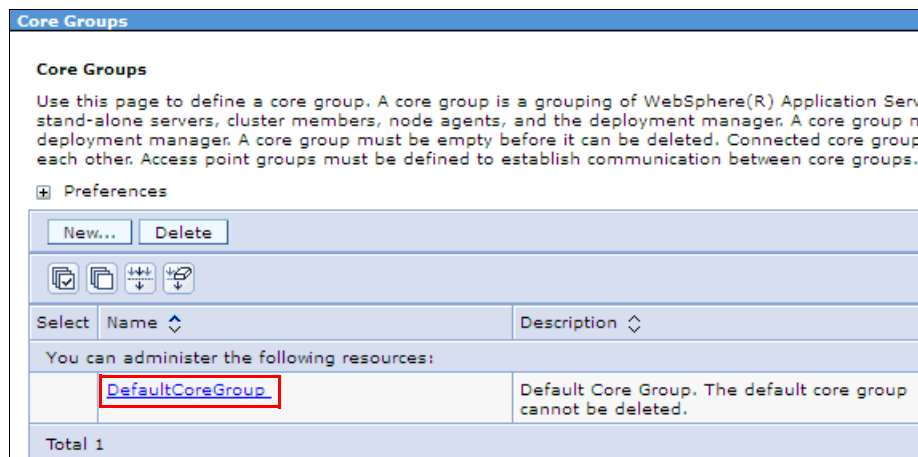 Core Groups
Core Groups
Use this page to define a core group. A core group is a grouping of WebSphere(R) Application
stand-alone servers, cluster members, node agents, and the deployment manager. A core group
deployment manager. A core group must be empty before it can be deleted. Connected core
each other. Access point groups must be defined to establish communication between core groups.
Preferences
New... Delete
Select Name Description
You can administer the following resources:
DefaultCoreGroup Default Core Group. The default core group
cannot be deleted.
Total 1